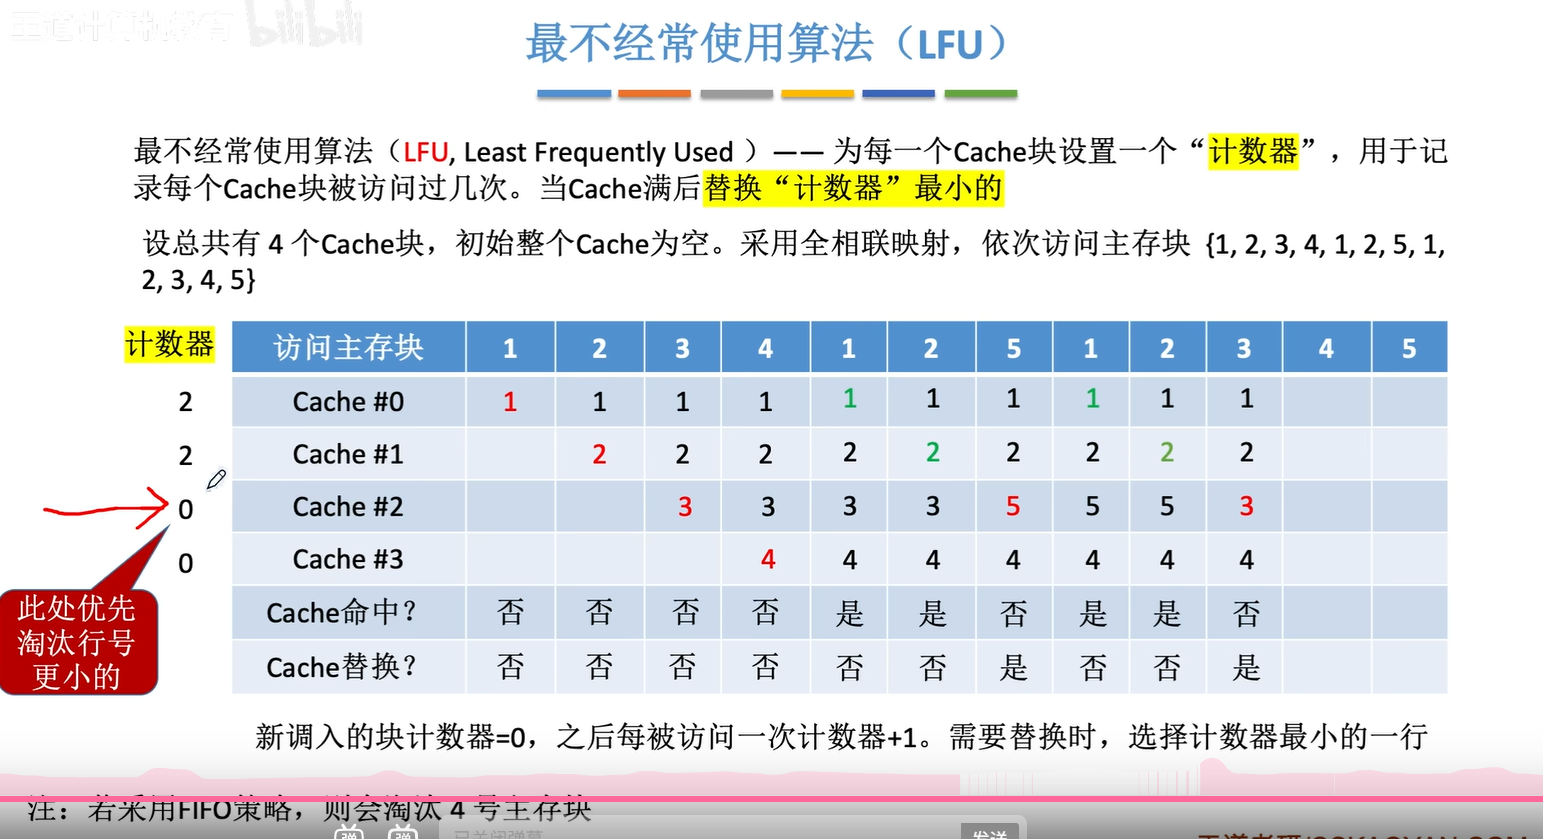 王道计算机教育 bilibili
最不经常使用算法（LFU）
最不经常使用算法（LFU, Least Frequently Used ）—— 为每一个Cache块设置一个“计数器”，用于记
录每个Cache块被访问过几次。当Cache满后替换“计数器”最小的
设总共有 4 个Cache块，初始整个Cache为空。采用全相联映射，依次访问主存块 {1, 2, 3, 4, 1, 2, 5, 1,
2, 3, 4, 5}
计数器 访问主存块 1 2 3 4 1 2 5 1 2 3 4 5
2 Cache #0 1 1 1 1 1 1 1 1 1 1
2 Cache #1 2 2 2 2 2 2 2 2 2
0 Cache #2 3 3 3 3 5 5 5 3
0 Cache #3 4 4 4 4 4 4 4
Cache命中？ 否 否 否 否 是 是 否 是 是 否
Cache替换？ 否 否 否 否 否 否 是 否 否 是
此处优先
淘汰行号
更小的
新调入的块计数器=0，之后每被访问一次计数器+1。需要替换时，选择计数器最小的一行
注：若采用FIFO策略，则会淘汰 4 号主存块
弹 弹 已关闭弹幕 发送